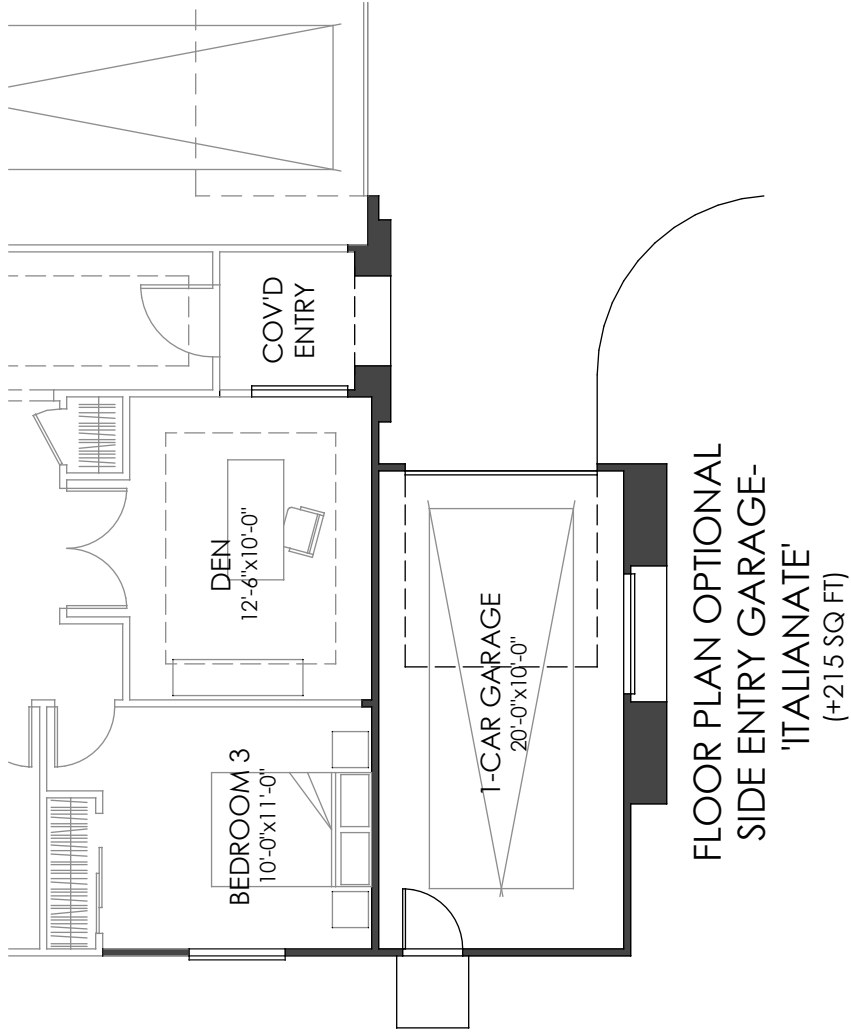 COV'D
ENTRY
DEN
12'-6"x10'-0"
BEDROOM 3
10'-0"x11'-0"
1-CAR GARAGE
20'-0"x10'-0"
FLOOR PLAN OPTIONAL
SIDE ENTRY GARAGE-
'ITALIANATE'
(+215 SQ FT)